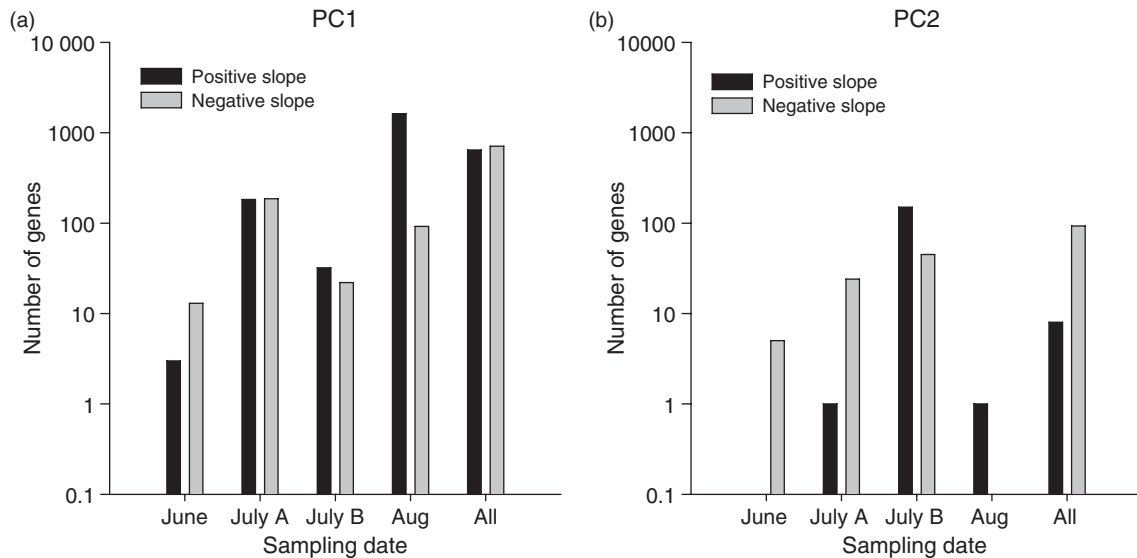 (a)
PC1
10 000
1000
100
10
1
0.1
Number of genes
Positive slope
Negative slope
June July A July B Aug All
Sampling date
(b)
PC2
10000
1000
100
10
1
0.1
Number of genes
Positive slope
Negative slope
June July A July B Aug All
Sampling date